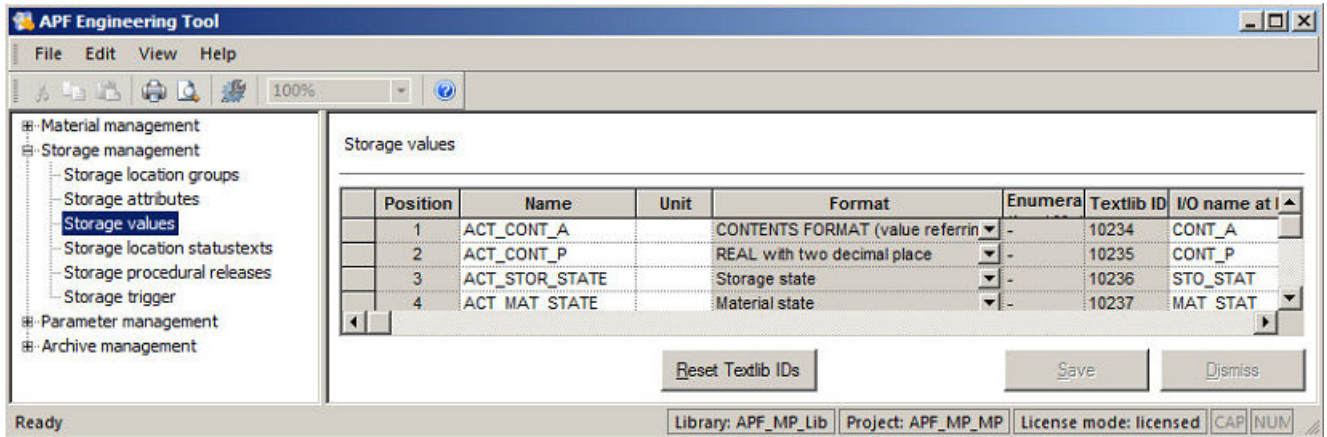 APF Engineering Tool
File Edit View Help
100%
Material management
Storage management
Storage location groups
Storage attributes
Storage values
Storage location statustexts
Storage procedural releases
Storage trigger
Parameter management
Archive management
Storage values
Position Name Unit Format Enumera Textlib ID I/O name at
1 ACT_CONT_A CONTENTS FORMAT (value referrin - 10234 CONT_A
2 ACT_CONT_P REAL with two decimal place - 10235 CONT_P
3 ACT_STOR_STATE Storage state - 10236 STO_STAT
4 ACT_MAT_STATE Material state - 10237 MAT_STAT
Reset Textlib IDs Save Dismiss
Ready Library: APF_MP_Lib Project: APF_MP_MP License mode: licensed CAP NUM